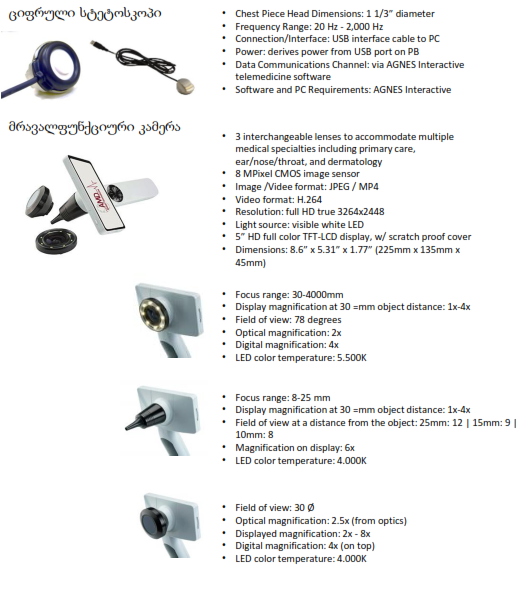 ციფრული სტეტოსკოპი
• Chest Piece Head Dimensions: 1 1/3” diameter
• Frequency Range: 20 Hz - 2,000 Hz
• Connection/Interface: USB interface cable to PC
• Power: derives power from USB port on PB
• Data Communications Channel: via AGNES Interactive
telemedicine software
• Software and PC Requirements: AGNES Interactive
მრავალფუნქციური კამერა
• 3 interchangeable lenses to accommodate multiple
medical specialties including primary care,
ear/nose/throat, and dermatology
• 8 MPixel CMOS image sensor
• Image /Videe format: JPEG / MP4
• Video format: H.264
• Resolution: full HD true 3264x2448
• Light source: visible white LED
• 5” HD full color TFT-LCD display, w/ scratch proof cover
• Dimensions: 8.6” x 5.31” x 1.77” (225mm x 135mm x
45mm)
AMD
• Focus range: 30-4000mm
• Display magnification at 30 =mm object distance: 1x-4x
• Field of view: 78 degrees
• Optical magnification: 2x
• Digital magnification: 4x
• LED color temperature: 5.500K
• Focus range: 8-25 mm
• Display magnification at 30 =mm object distance: 1x-4x
• Field of view at a distance from the object: 25mm: 12 | 15mm: 9 |
10mm: 8
• Magnification on display: 6x
• LED color temperature: 4.000K
• Field of view: 30 Ø
• Optical magnification: 2.5x (from optics)
• Displayed magnification: 2x - 8x
• Digital magnification: 4x (on top)
• LED color temperature: 4.000K